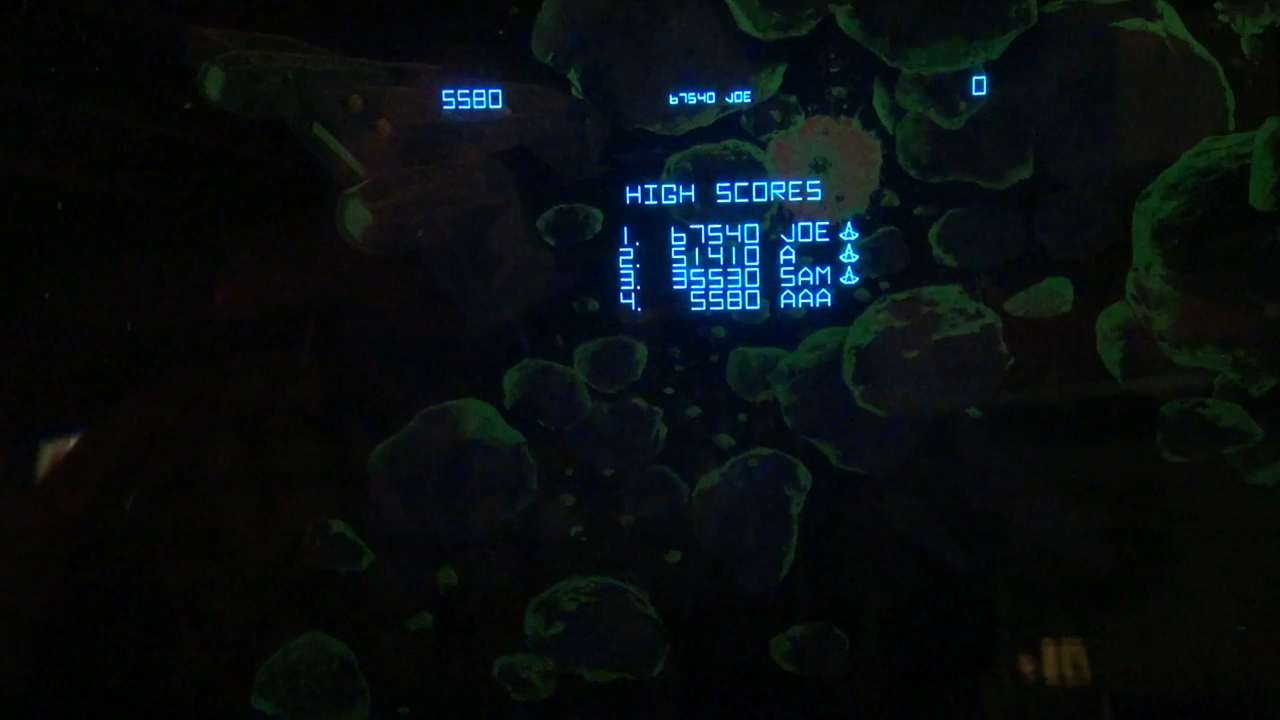 5580 67540 JOE 0
HIGH SCORES
1. 67540 JOE
2. 51410 A
3. 35530 SAM
4. 5580 AAA